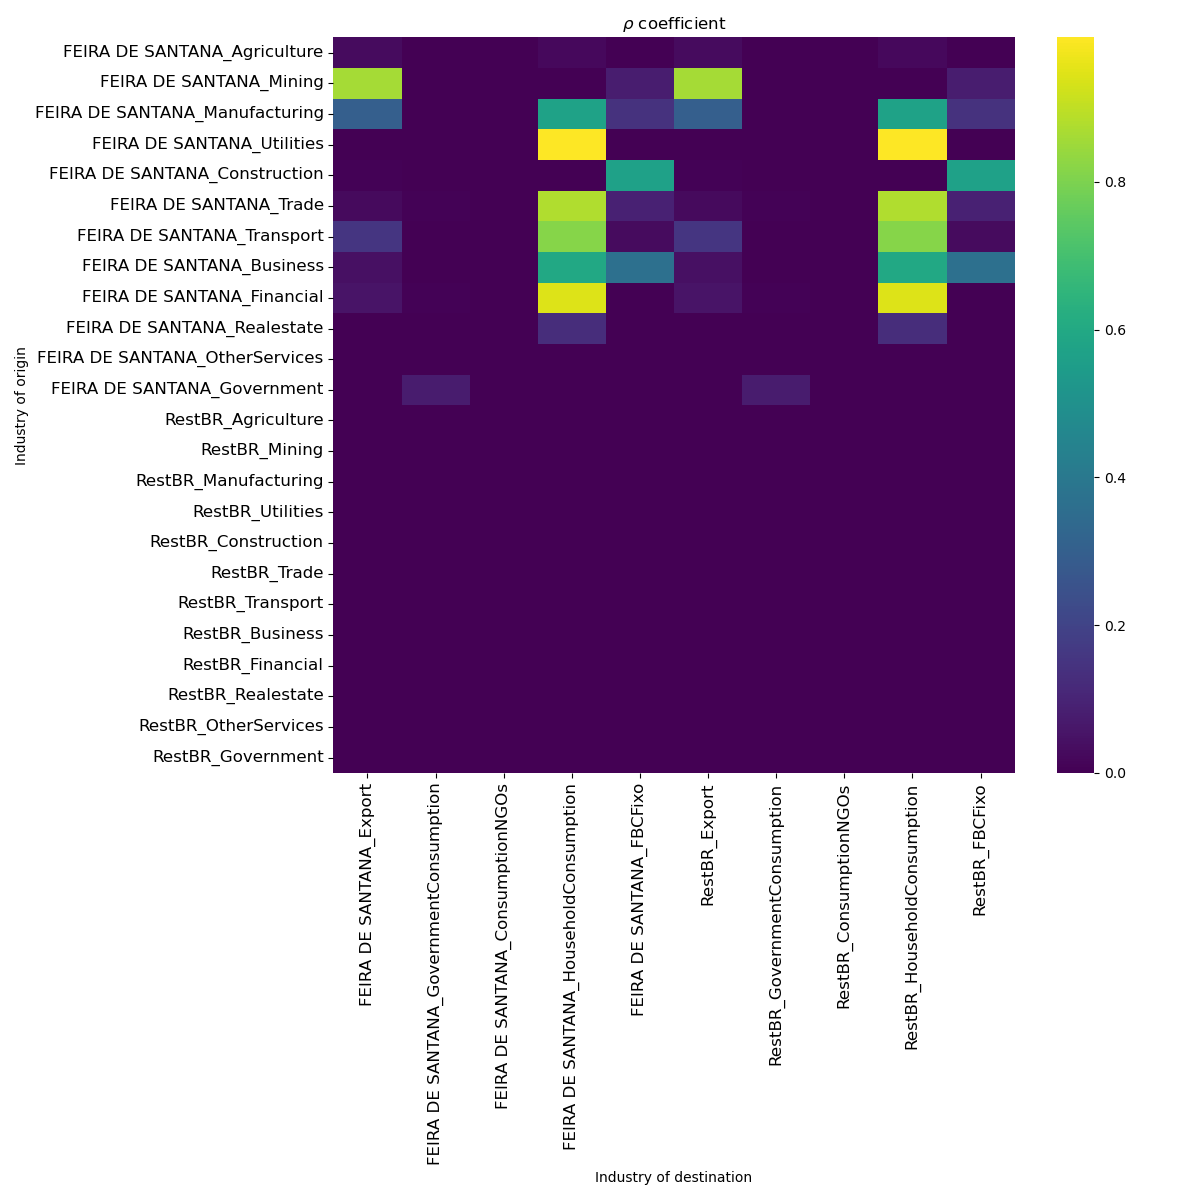 ρ coefficient
FEIRA DE SANTANA_Agriculture
FEIRA DE SANTANA_Mining
FEIRA DE SANTANA_Manufacturing
FEIRA DE SANTANA_Utilities
FEIRA DE SANTANA_Construction
FEIRA DE SANTANA_Trade
FEIRA DE SANTANA_Transport
FEIRA DE SANTANA_Business
FEIRA DE SANTANA_Financial
FEIRA DE SANTANA_Realestate
FEIRA DE SANTANA_OtherServices
FEIRA DE SANTANA_Government
RestBR_Agriculture
RestBR_Mining
RestBR_Manufacturing
RestBR_Utilities
RestBR_Construction
RestBR_Trade
RestBR_Transport
RestBR_Business
RestBR_Financial
RestBR_Realestate
RestBR_OtherServices
RestBR_Government
Industry of origin
0.8
0.6
0.4
0.2
0.0
FEIRA DE SANTANA_Export
FEIRA DE SANTANA_GovernmentConsumption
FEIRA DE SANTANA_ConsumptionNGOs
FEIRA DE SANTANA_HouseholdConsumption
FEIRA DE SANTANA_FBCFixo
RestBR_Export
RestBR_GovernmentConsumption
RestBR_ConsumptionNGOs
RestBR_HouseholdConsumption
RestBR_FBCFixo
Industry of destination